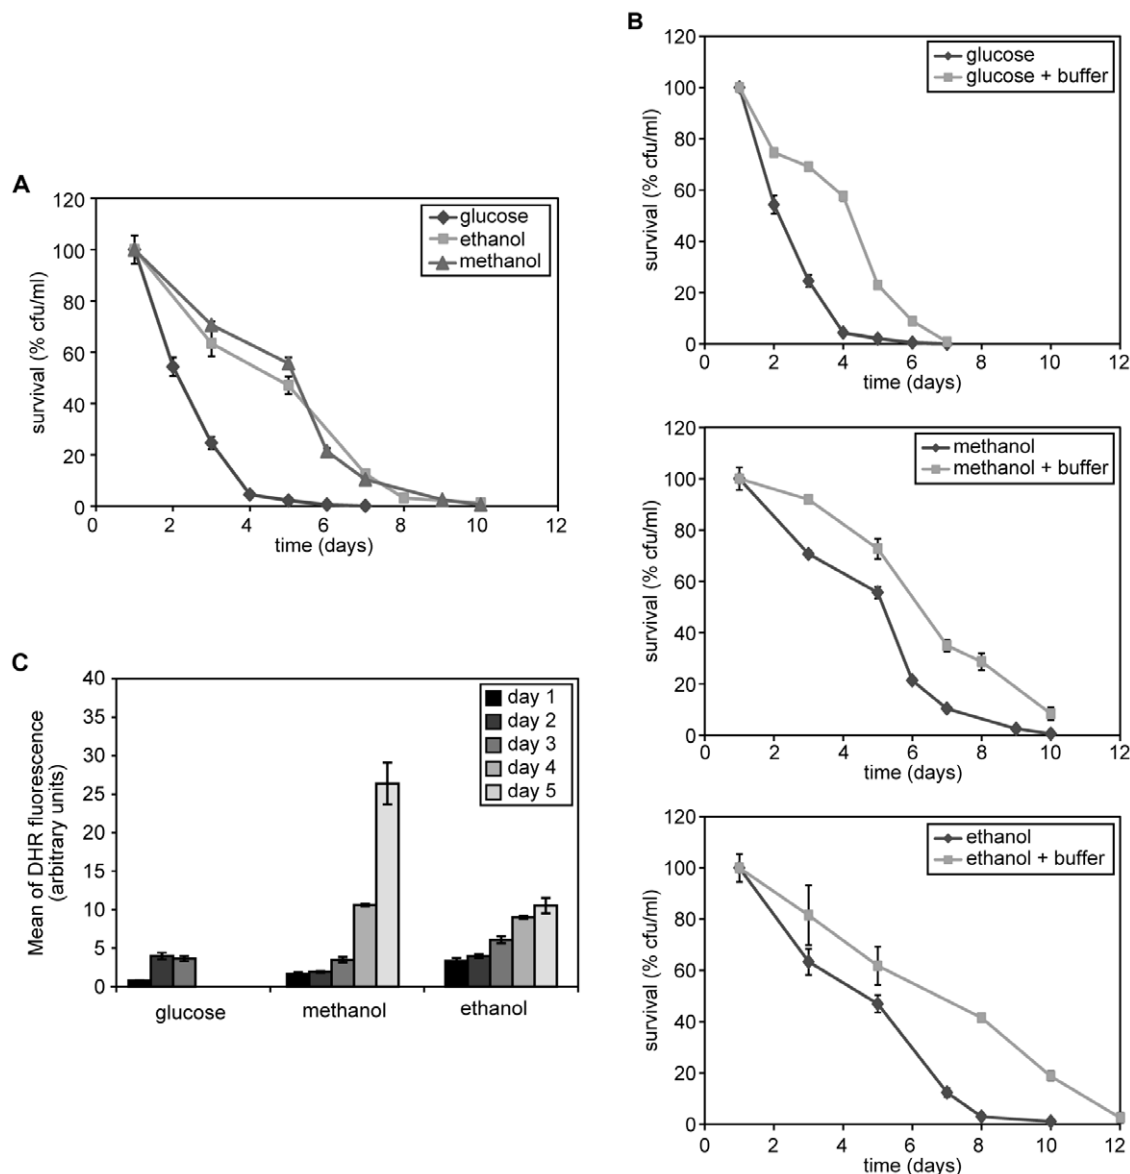 A
120
100
80
60
40
20
0
survival (% cfu/ml)
0 2 4 6 8 10 12
time (days)
glucose
ethanol
methanol
B
120
100
80
60
40
20
0
survival (% cfu/ml)
0 2 4 6 8 10 12
time (days)
glucose
glucose + buffer
120
100
80
60
40
20
0
survival (% cfu/ml)
0 2 4 6 8 10 12
time (days)
methanol
methanol + buffer
120
100
80
60
40
20
0
survival (% cfu/ml)
0 2 4 6 8 10 12
time (days)
ethanol
ethanol + buffer
C
40
35
30
25
20
15
10
5
0
Mean of DHR fluorescence
(arbitrary units)
glucose methanol ethanol
day 1
day 2
day 3
day 4
day 5